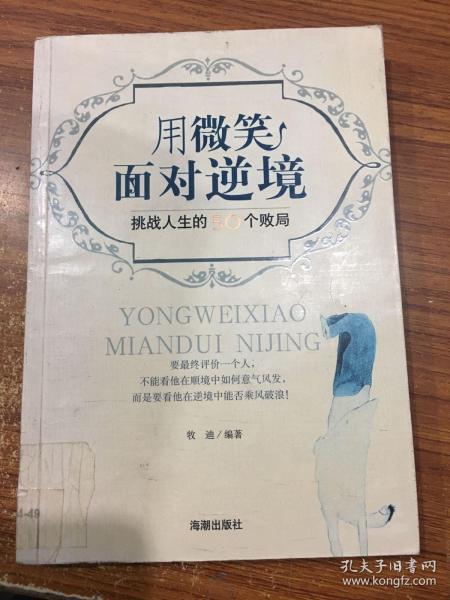 用微笑
面对逆境
挑战人生的50个败局
YONGWEIXIAO
MIANDUI NIJING
要最终评价一个人，
不能看他在顺境中如何意气风发，
而是要看他在逆境中能否乘风破浪！
牧 迪/编著
4-49
海潮出版社
孔夫子旧书网
www.kongfz.com